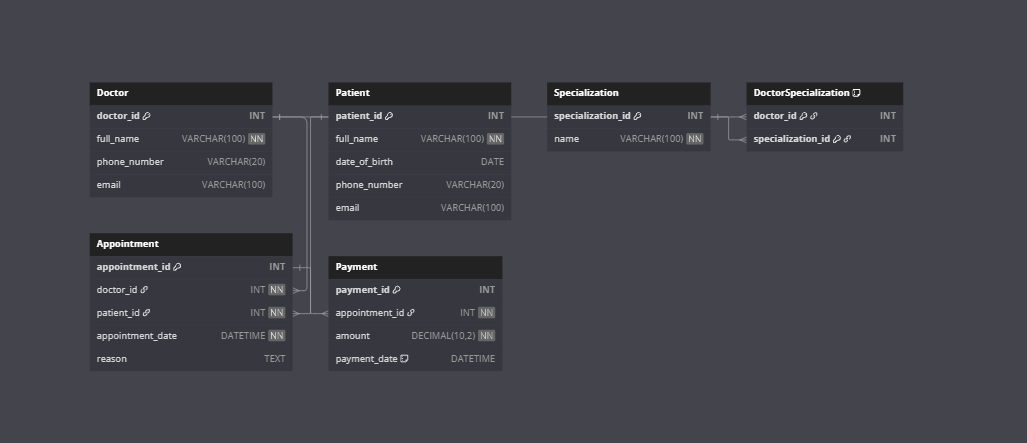 Doctor
doctor_id INT
full_name VARCHAR(100) NN
phone_number VARCHAR(20)
email VARCHAR(100)
Patient
patient_id INT
full_name VARCHAR(100) NN
date_of_birth DATE
phone_number VARCHAR(20)
email VARCHAR(100)
Specialization
specialization_id INT
name VARCHAR(100) NN
DoctorSpecialization
doctor_id INT
specialization_id INT
Appointment
appointment_id INT
doctor_id INT NN
patient_id INT NN
appointment_date DATETIME NN
reason TEXT
Payment
payment_id INT
appointment_id INT NN
amount DECIMAL(10,2) NN
payment_date DATETIME